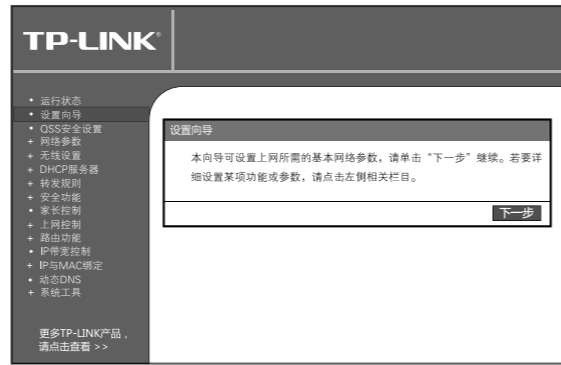 TP-LINK®
• 运行状态
• 设置向导
• QSS安全设置
+ 网络参数
+ 无线设置
+ DHCP服务器
+ 转发规则
+ 安全功能
• 家长控制
+ 上网控制
+ 路由功能
• IP带宽控制
+ IP与MAC绑定
• 动态DNS
+ 系统工具
更多TP-LINK产品，
请点击查看 >>
设置向导
本向导可设置上网所需的基本网络参数，请单击“下一步”继续。若要详
细设置某项功能或参数，请点击左侧相关栏目。
下一步